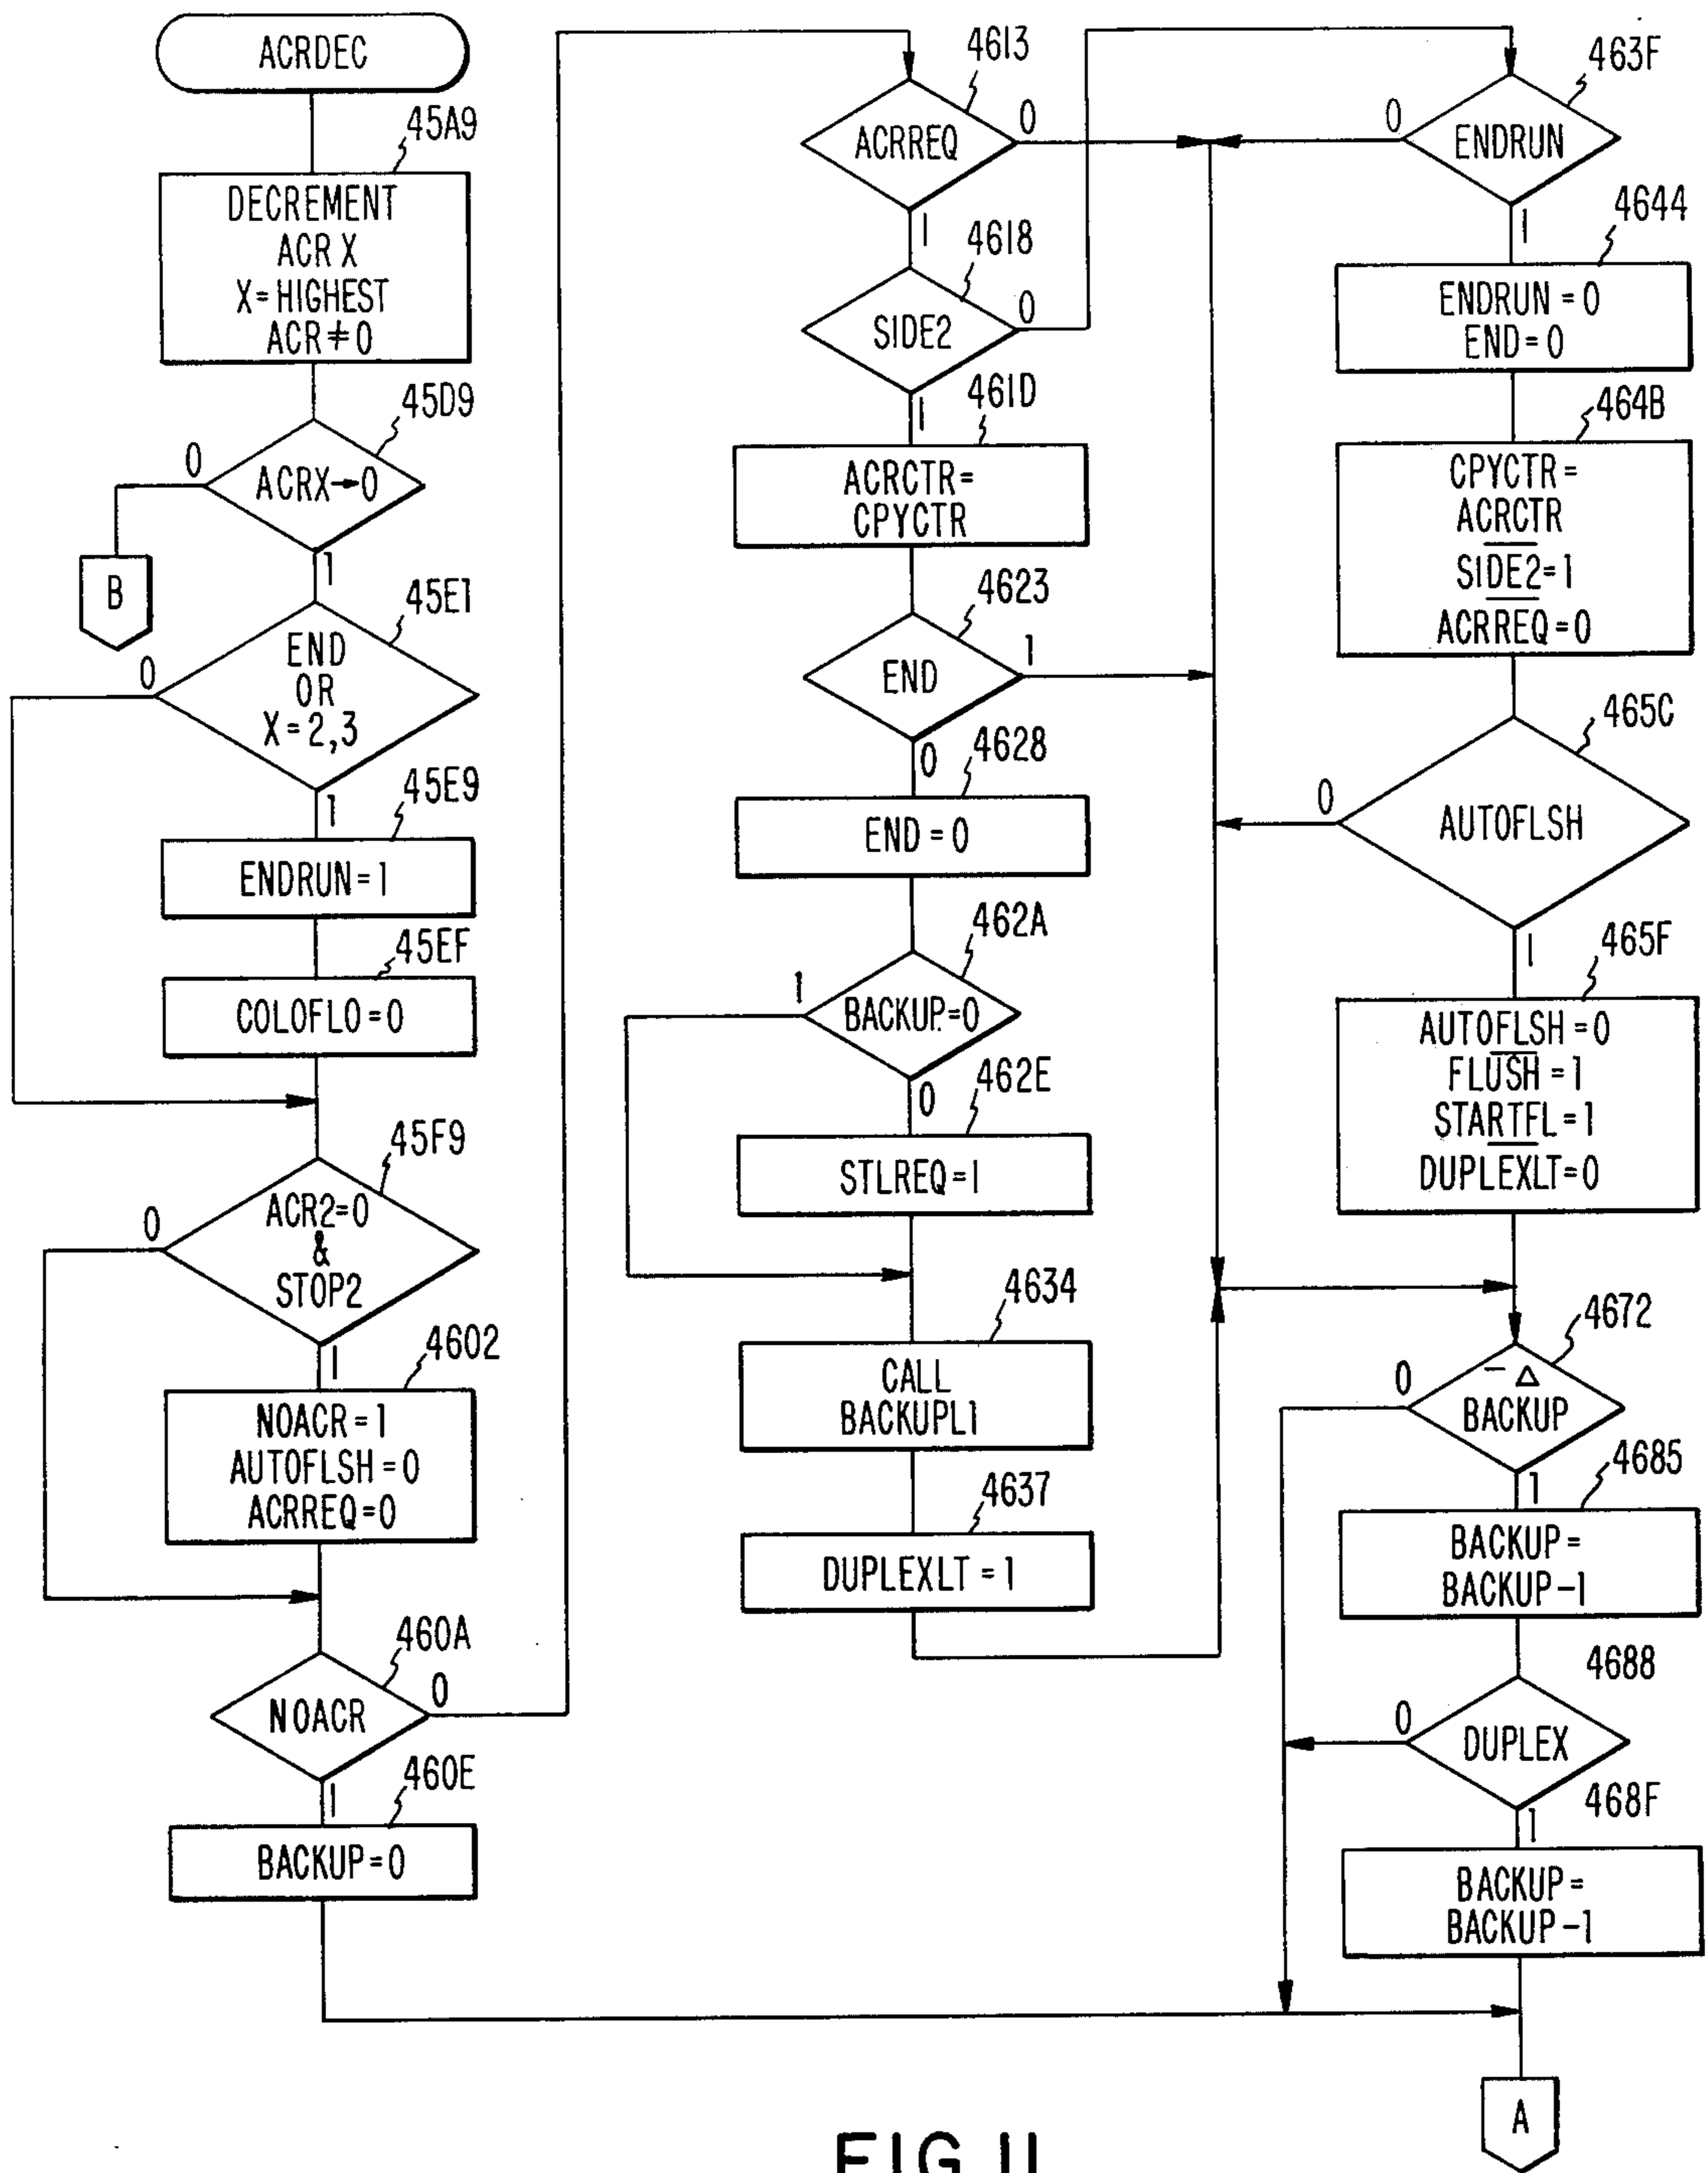 ACRDEC
45A9
DECREMENT
ACR X
X=HIGHEST
ACR≠0
45D9
0
ACRX→0
1
B
45E1
0
END
OR
X=2,3
1
45E9
ENDRUN=1
45EF
COLOFLO=0
45F9
0
ACR2=0
&
STOP2
1
4602
NOACR=1
AUTOFLSH=0
ACRREQ=0
460A
NOACR
0
1
460E
BACKUP=0
4613
ACRREQ
0
1
4618
SIDE2
0
1
461D
ACRCTR=
CPYCTR
4623
END
1
0
4628
END=0
462A
1
BACKUP=0
0
462E
STLREQ=1
4634
CALL
BACKUPL1
4637
DUPLEXLT=1
463F
0
ENDRUN
1
4644
ENDRUN=0
END=0
464B
CPYCTR=
ACRCTR
SIDE2=1
ACRREQ=0
465C
0
AUTOFLSH
1
465F
AUTOFLSH=0
FLUSH=1
STARTFL=1
DUPLEXLT=0
4672
0
- Δ
BACKUP
1
4685
BACKUP=
BACKUP-1
4688
0
DUPLEX
1
468F
BACKUP=
BACKUP-1
A
FIG.11